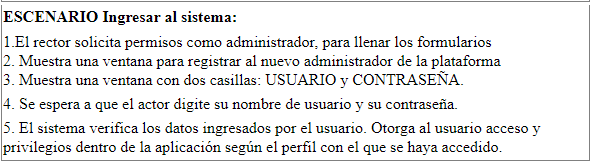 ESCENARIO Ingresar al sistema:
1.El rector solicita permisos como administrador, para llenar los formularios
2. Muestra una ventana para registrar al nuevo administrador de la plataforma
3. Muestra una ventana con dos casillas: USUARIO y CONTRASEÑA.
4. Se espera a que el actor digite su nombre de usuario y su contraseña.
5. El sistema verifica los datos ingresados por el usuario. Otorga al usuario acceso y
privilegios dentro de la aplicación según el perfil con el que se haya accedido.